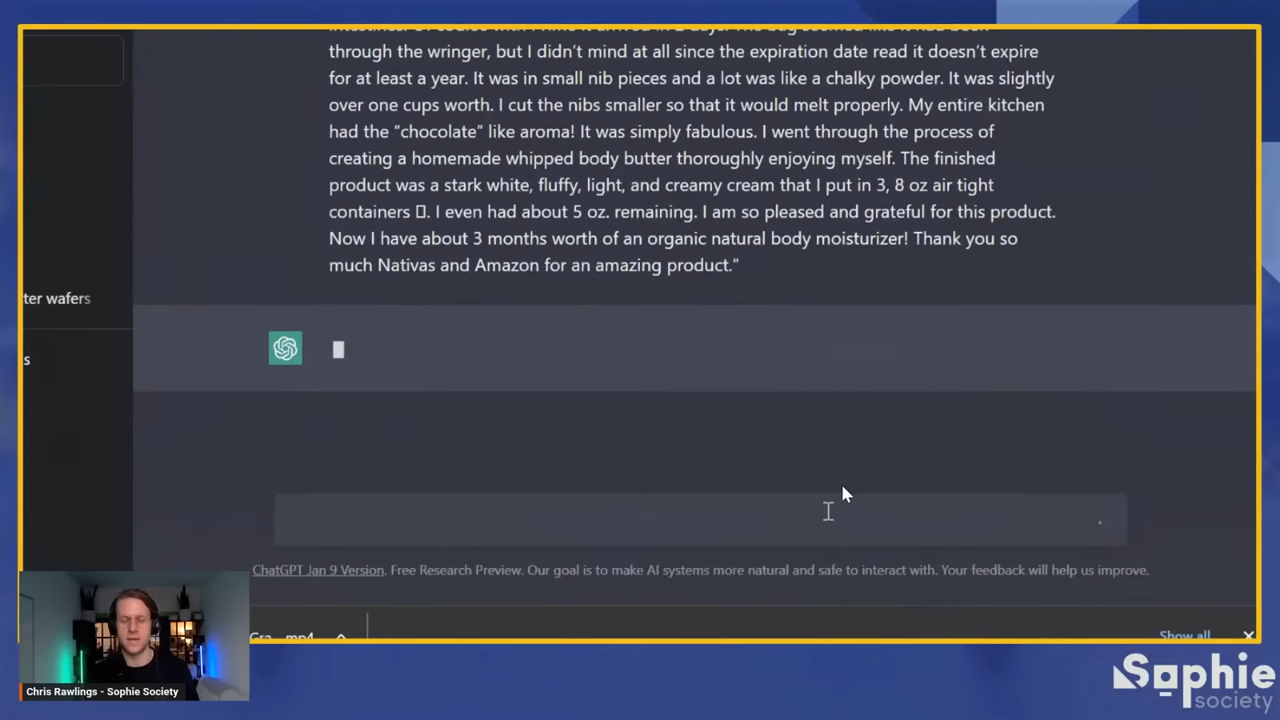 through the wringer, but I didn't mind at all since the expiration date read it doesn't expire
for at least a year. It was in small nib pieces and a lot was like a chalky powder. It was slightly
over one cups worth. I cut the nibs smaller so that it would melt properly. My entire kitchen
had the "chocolate" like aroma! It was simply fabulous. I went through the process of
creating a homemade whipped body butter thoroughly enjoying myself. The finished
product was a stark white, fluffy, light, and creamy cream that I put in 3, 8 oz air tight
containers ▯. I even had about 5 oz. remaining. I am so pleased and grateful for this product.
Now I have about 3 months worth of an organic natural body moisturizer! Thank you so
much Nativas and Amazon for an amazing product."
ter wafers
s
ChatGPT Jan 9 Version. Free Research Preview. Our goal is to make AI systems more natural and safe to interact with. Your feedback will help us improve.
Gra....mp4
Show all
Chris Rawlings - Sophie Society
Sophie
society